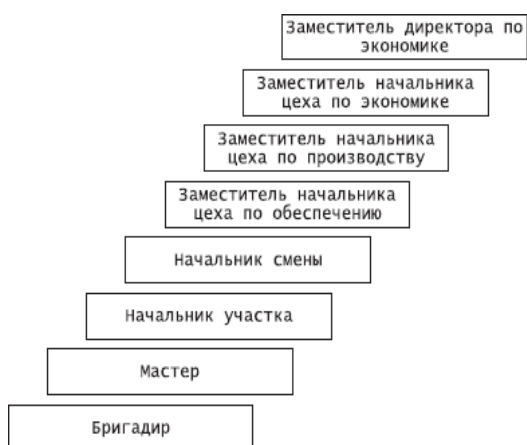 Заместитель директора по
экономике
Заместитель начальника
цеха по экономике
Заместитель начальника
цеха по производству
Заместитель начальника
цеха по обеспечению
Начальник смены
Начальник участка
Мастер
Бригадир